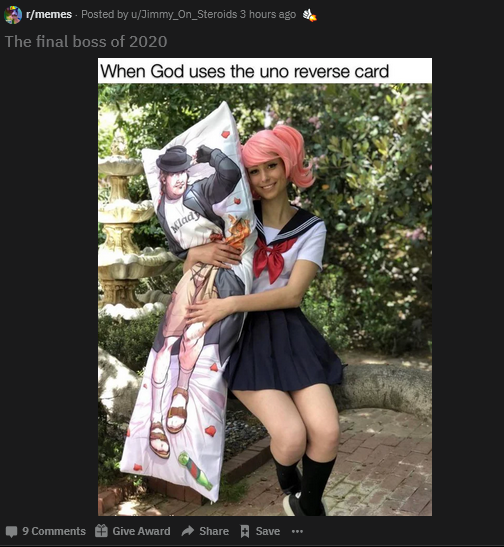 r/memes · Posted by u/Jimmy_On_Steroids 3 hours ago
The final boss of 2020
When God uses the uno reverse card
Mlady
9 Comments Give Award Share Save